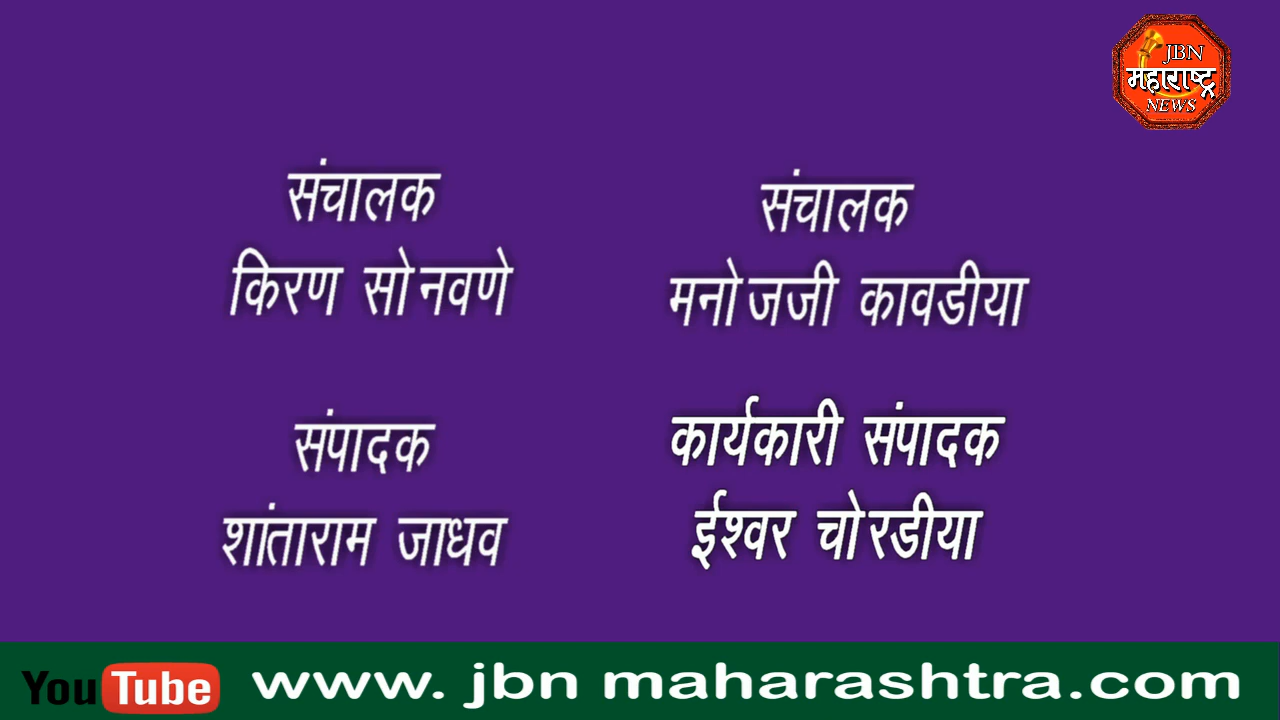 JBN
महाराष्ट्र
NEWS
संचालक
किरण सोनवणे
संचालक
मनोजजी कावडीया
संपादक
शांताराम जाधव
कार्यकारी संपादक
ईश्वर चोरडीया
YouTube www. jbn maharashtra.com